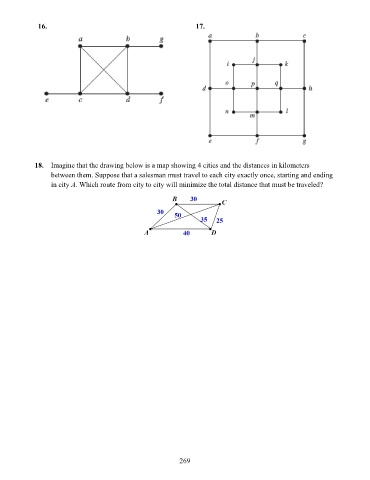 16.
17.
a b g
e c d f
a b c
i j k
d o p q h
n m l
e f g
18. Imagine that the drawing below is a map showing 4 cities and the distances in kilometers
between them. Suppose that a salesman must travel to each city exactly once, starting and ending
in city A. Which route from city to city will minimize the total distance that must be traveled?
B 30 C
30 50 35 25
A 40 D
269